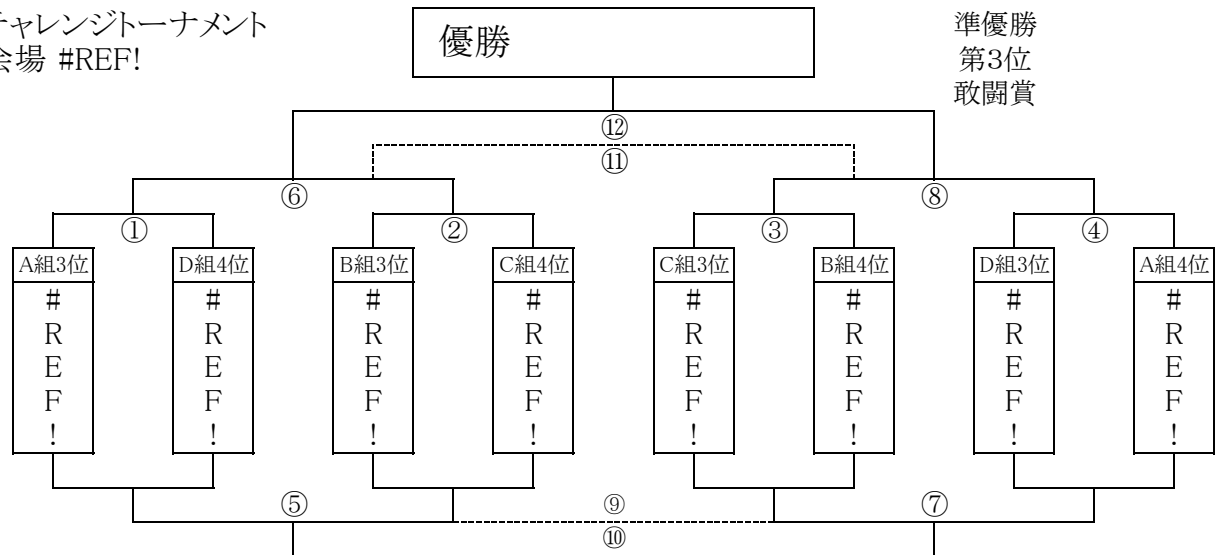 チャレンジトーナメント
会場 #REF!
優勝
準優勝
第3位
敢闘賞
⑫
⑪
⑥ ⑧
① ② ③ ④
A組3位 D組4位 B組3位 C組4位 C組3位 B組4位 D組3位 A組4位
#REF! #REF! #REF! #REF! #REF! #REF! #REF! #REF!
⑤ ⑨ ⑦
⑩